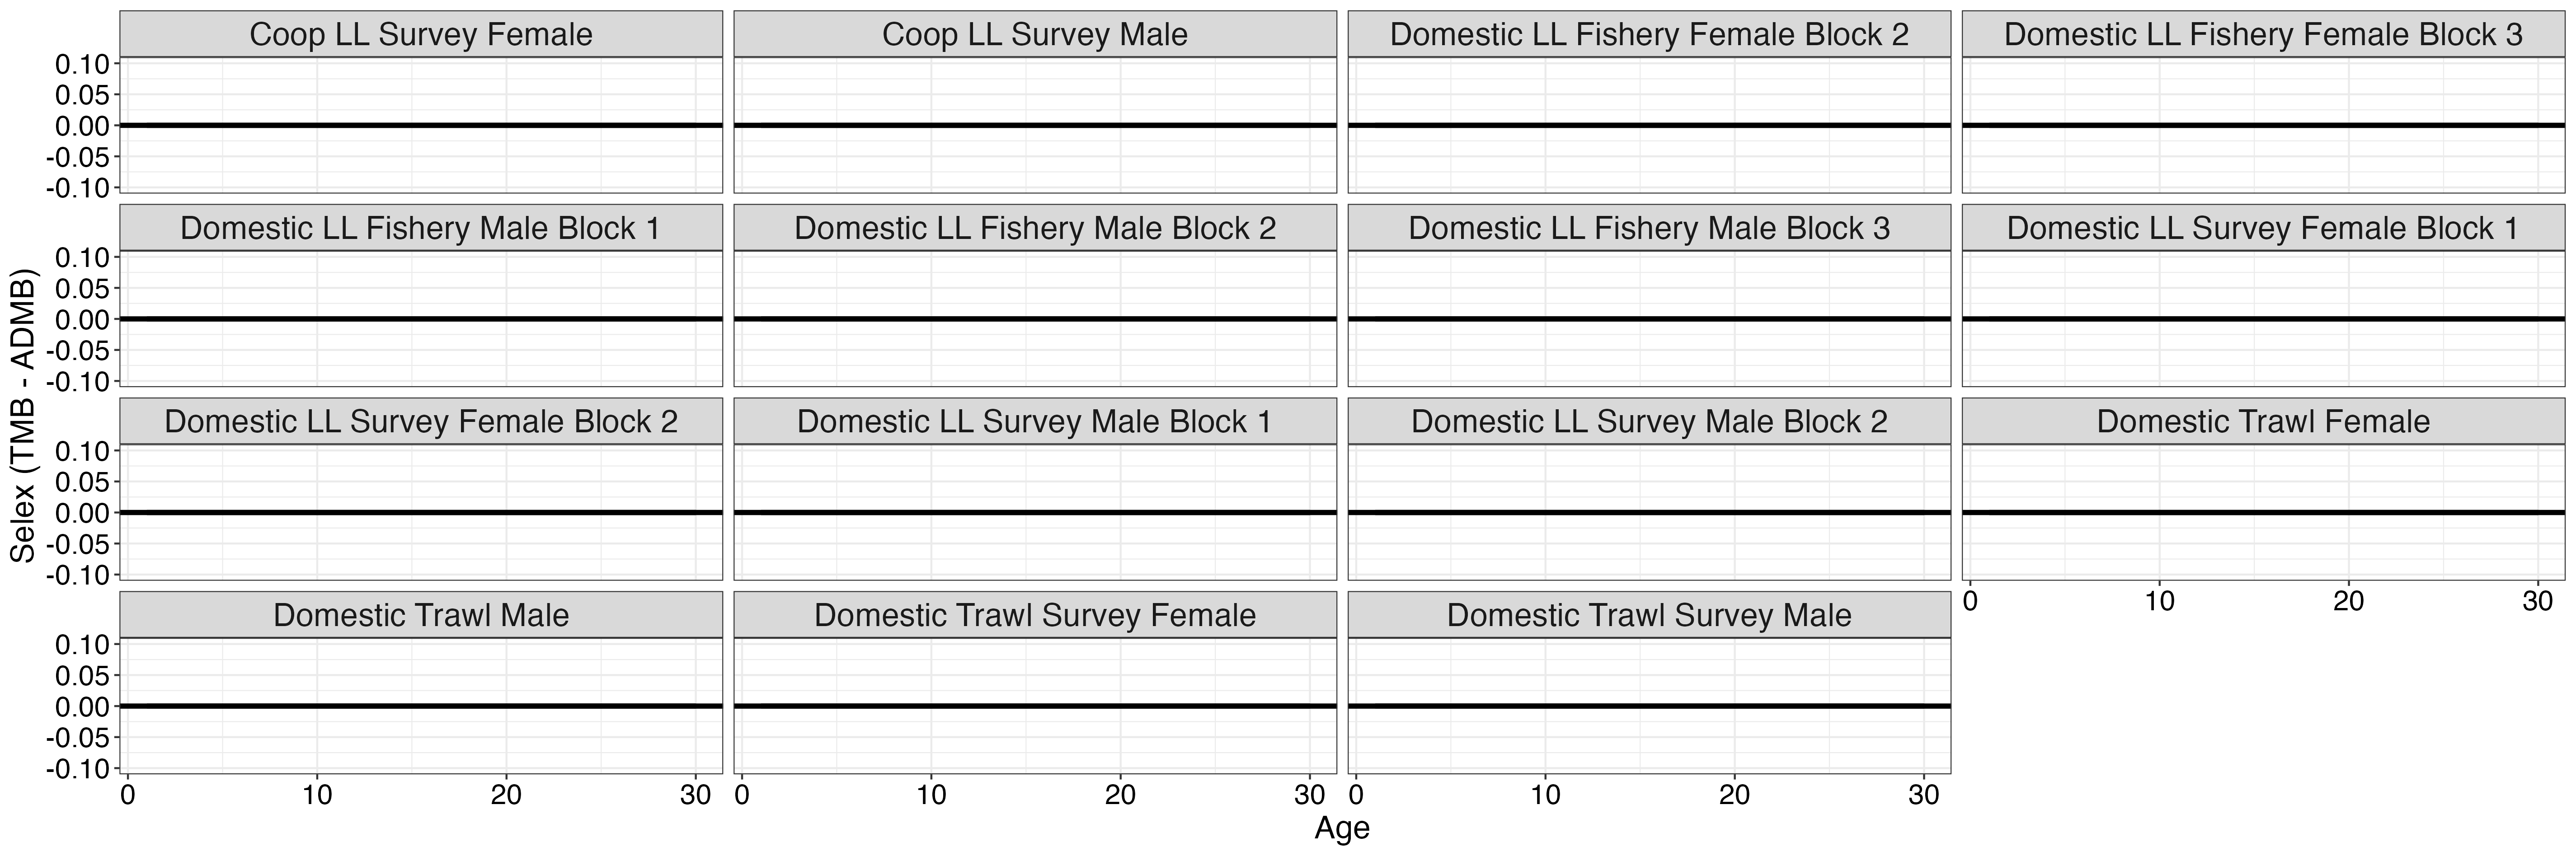 Coop LL Survey Female
Coop LL Survey Male
Domestic LL Fishery Female Block 2
Domestic LL Fishery Female Block 3
0.10
0.05
0.00
-0.05
-0.10
Domestic LL Fishery Male Block 1
Domestic LL Fishery Male Block 2
Domestic LL Fishery Male Block 3
Domestic LL Survey Female Block 1
0.10
0.05
0.00
-0.05
-0.10
Selex (TMB - ADMB)
Domestic LL Survey Female Block 2
Domestic LL Survey Male Block 1
Domestic LL Survey Male Block 2
Domestic Trawl Female
0.10
0.05
0.00
-0.05
-0.10
0 10 20 30
Domestic Trawl Male
Domestic Trawl Survey Female
Domestic Trawl Survey Male
0.10
0.05
0.00
-0.05
-0.10
0 10 20 30
0 10 20 30
0 10 20 30
Age